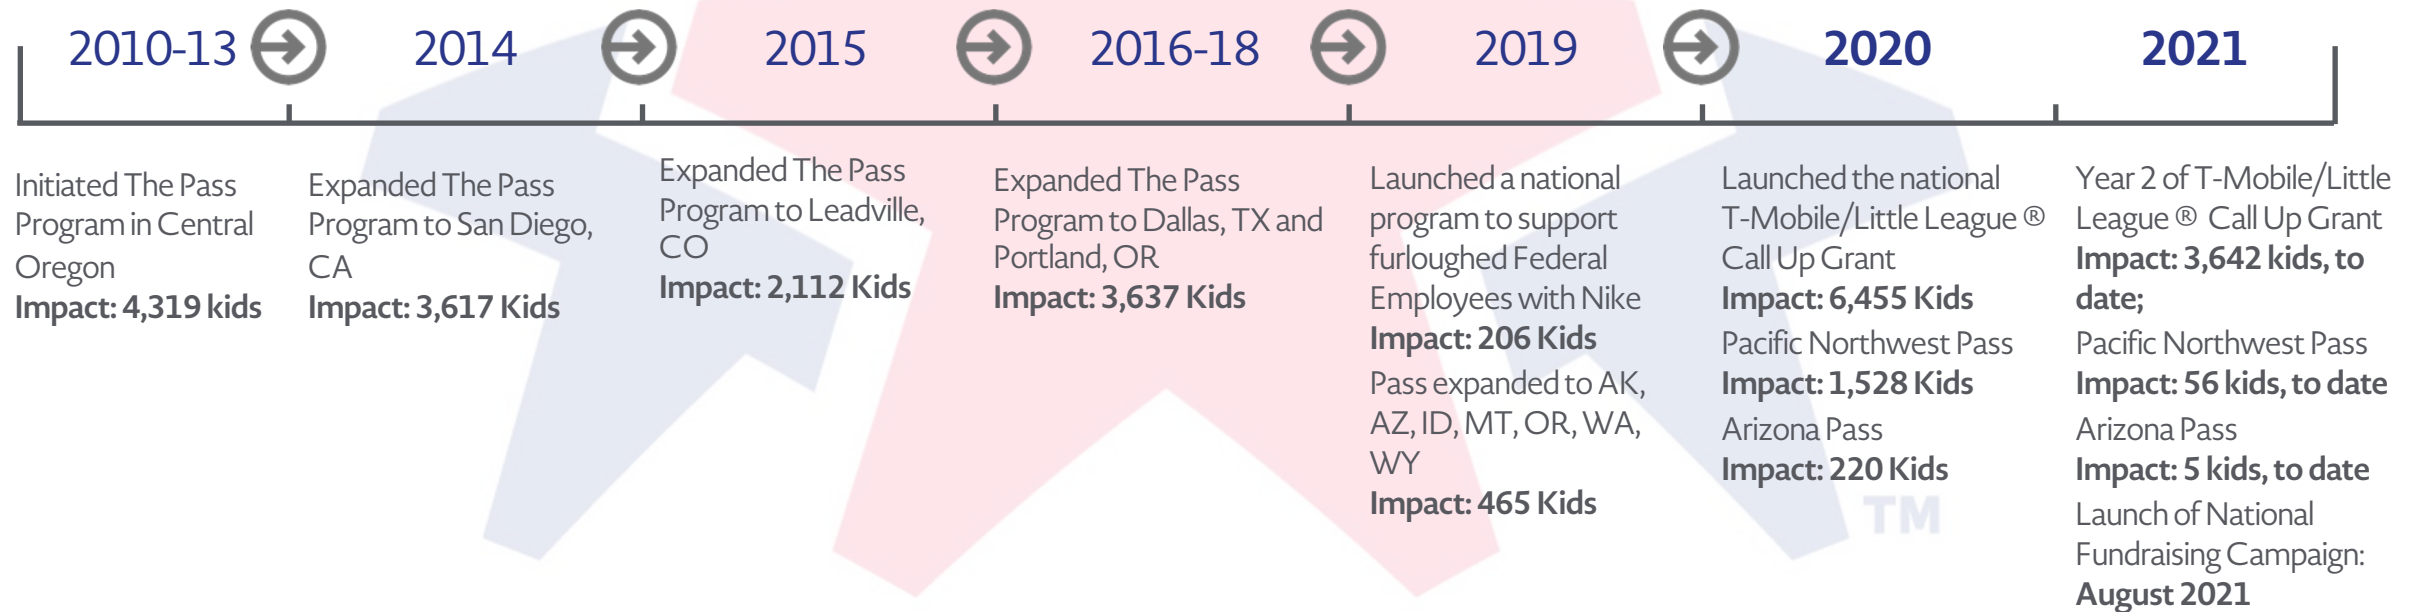 2010-13
2014
2015
2016-18
2019
2020
2021
Initiated The Pass
Program in Central
Oregon
Impact: 4,319 kids
Expanded The Pass
Program to San Diego,
CA
Impact: 3,617 Kids
Expanded The Pass
Program to Leadville,
CO
Impact: 2,112 Kids
Expanded The Pass
Program to Dallas, TX and
Portland, OR
Impact: 3,637 Kids
Launched a national
program to support
furloughed Federal
Employees with Nike
Impact: 206 Kids
Pass expanded to AK,
AZ, ID, MT, OR, WA,
WY
Impact: 465 Kids
Launched the national
T-Mobile/Little League ®
Call Up Grant
Impact: 6,455 Kids
Pacific Northwest Pass
Impact: 1,528 Kids
Arizona Pass
Impact: 220 Kids
Year 2 of T-Mobile/Little
League ® Call Up Grant
Impact: 3,642 kids, to
date;
Pacific Northwest Pass
Impact: 56 kids, to date
Arizona Pass
Impact: 5 kids, to date
Launch of National
Fundraising Campaign:
August 2021
TM